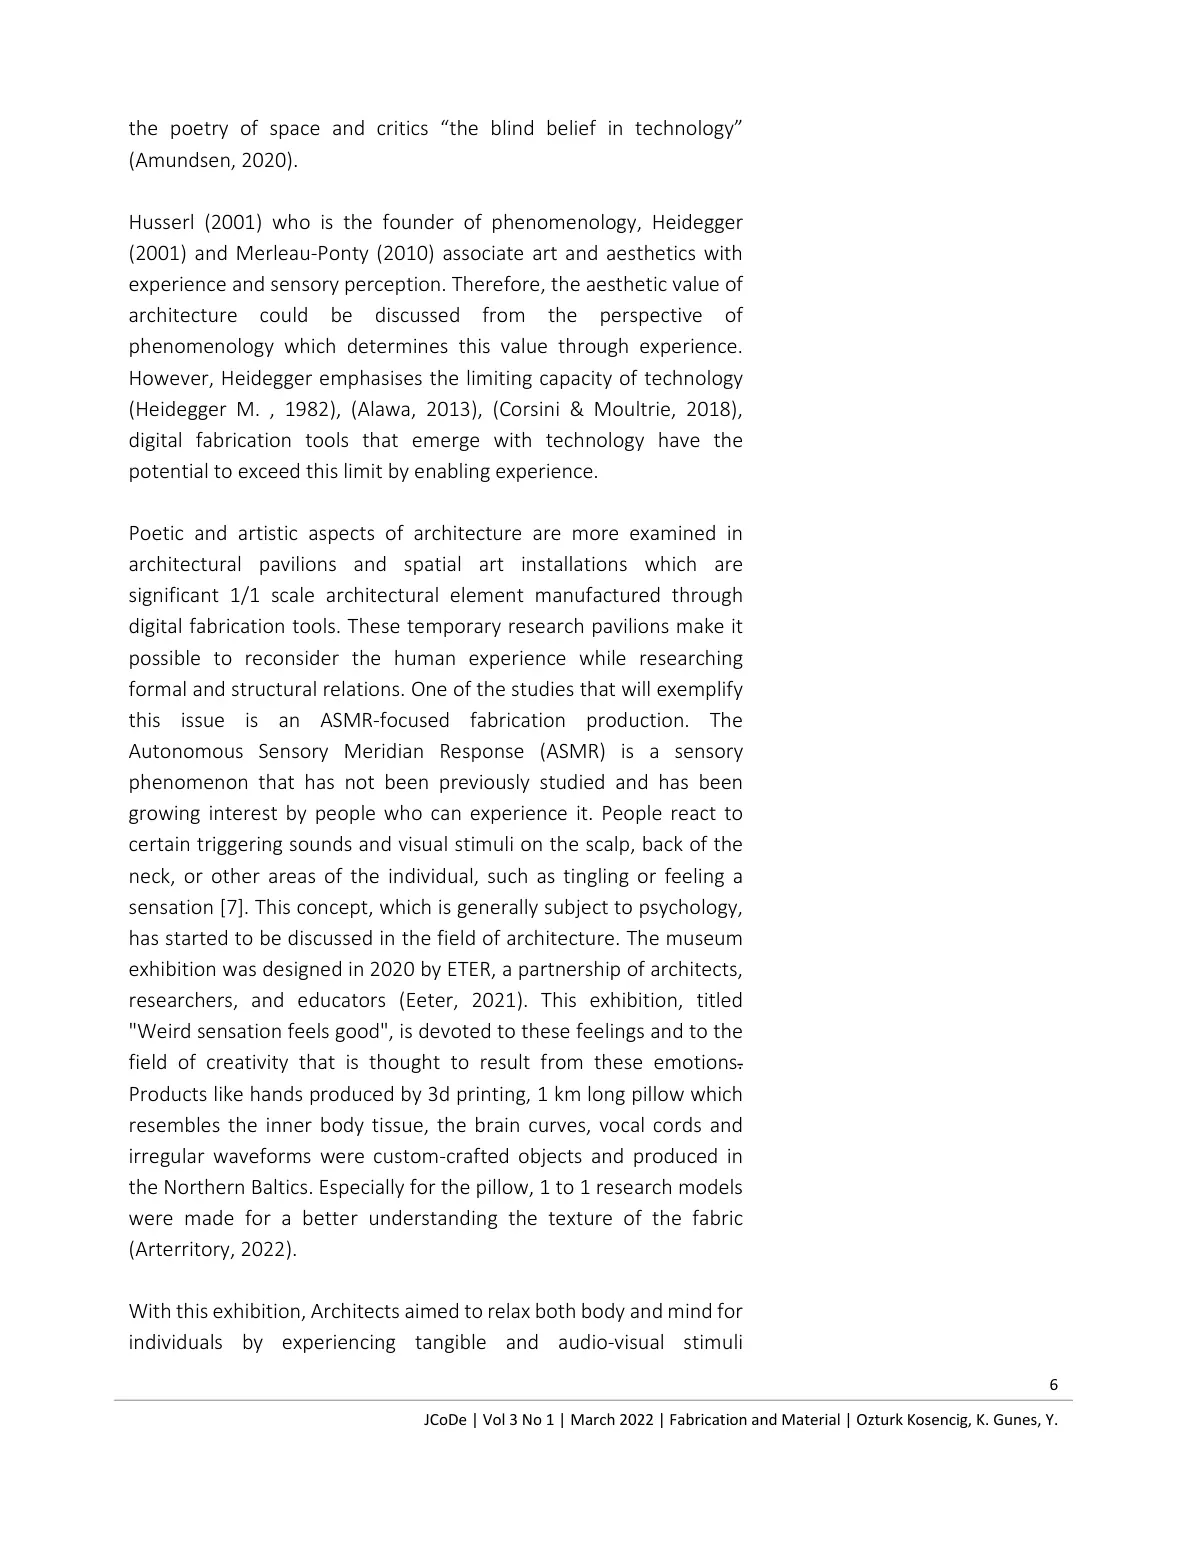 the poetry of space and critics “the blind belief in technology”
(Amundsen, 2020).
Husserl (2001) who is the founder of phenomenology, Heidegger
(2001) and Merleau-Ponty (2010) associate art and aesthetics with
experience and sensory perception. Therefore, the aesthetic value of
architecture could be discussed from the perspective of
phenomenology which determines this value through experience.
However, Heidegger emphasises the limiting capacity of technology
(Heidegger M. , 1982), (Alawa, 2013), (Corsini & Moultrie, 2018),
digital fabrication tools that emerge with technology have the
potential to exceed this limit by enabling experience.
Poetic and artistic aspects of architecture are more examined in
architectural pavilions and spatial art installations which are
significant 1/1 scale architectural element manufactured through
digital fabrication tools. These temporary research pavilions make it
possible to reconsider the human experience while researching
formal and structural relations. One of the studies that will exemplify
this issue is an ASMR-focused fabrication production. The
Autonomous Sensory Meridian Response (ASMR) is a sensory
phenomenon that has not been previously studied and has been
growing interest by people who can experience it. People react to
certain triggering sounds and visual stimuli on the scalp, back of the
neck, or other areas of the individual, such as tingling or feeling a
sensation [7]. This concept, which is generally subject to psychology,
has started to be discussed in the field of architecture. The museum
exhibition was designed in 2020 by ETER, a partnership of architects,
researchers, and educators (Eeter, 2021). This exhibition, titled
"Weird sensation feels good", is devoted to these feelings and to the
field of creativity that is thought to result from these emotions.
Products like hands produced by 3d printing, 1 km long pillow which
resembles the inner body tissue, the brain curves, vocal cords and
irregular waveforms were custom-crafted objects and produced in
the Northern Baltics. Especially for the pillow, 1 to 1 research models
were made for a better understanding the texture of the fabric
(Arterritory, 2022).
With this exhibition, Architects aimed to relax both body and mind for
individuals by experiencing tangible and audio-visual stimuli
6
JCoDe | Vol 3 No 1 | March 2022 | Fabrication and Material | Ozturk Kosencig, K. Gunes, Y.